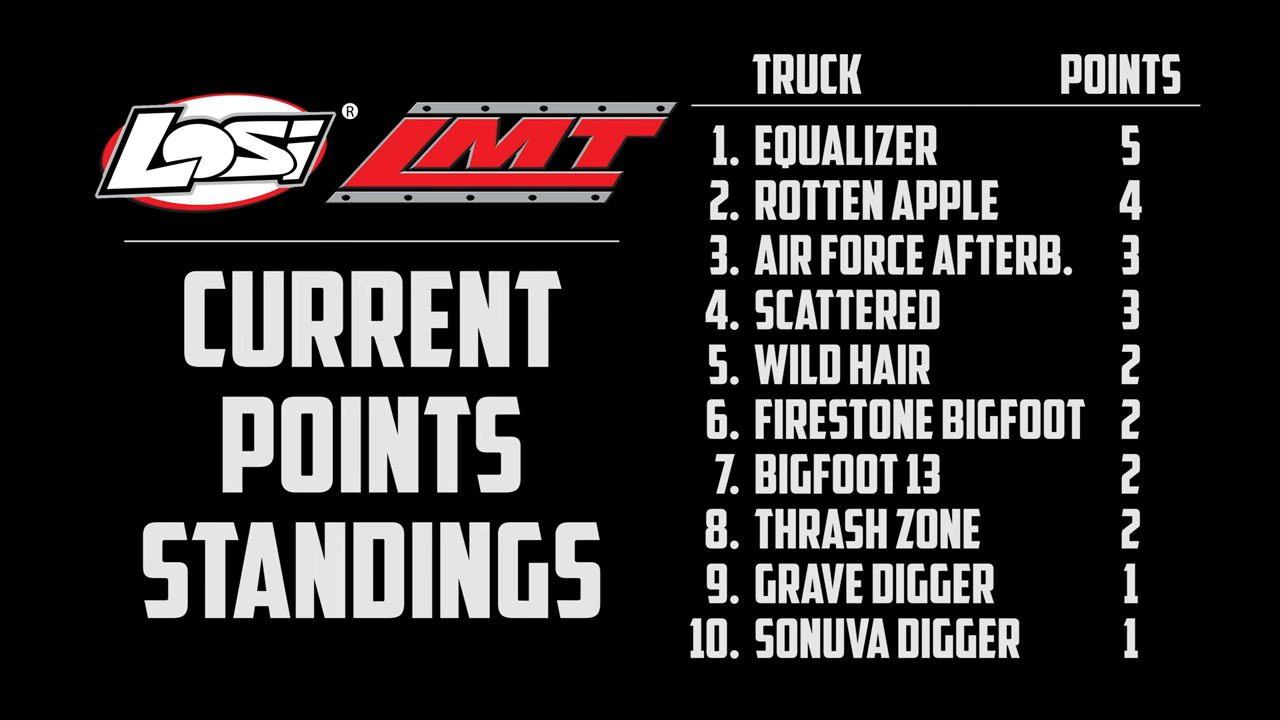 LOSI®
LMT
CURRENT
POINTS
STANDINGS
TRUCK POINTS
1. EQUALIZER 5
2. ROTTEN APPLE 4
3. AIR FORCE AFTERB. 3
4. SCATTERED 3
5. WILD HAIR 2
6. FIRESTONE BIGFOOT 2
7. BIGFOOT 13 2
8. THRASH ZONE 2
9. GRAVE DIGGER 1
10. SONUVA DIGGER 1